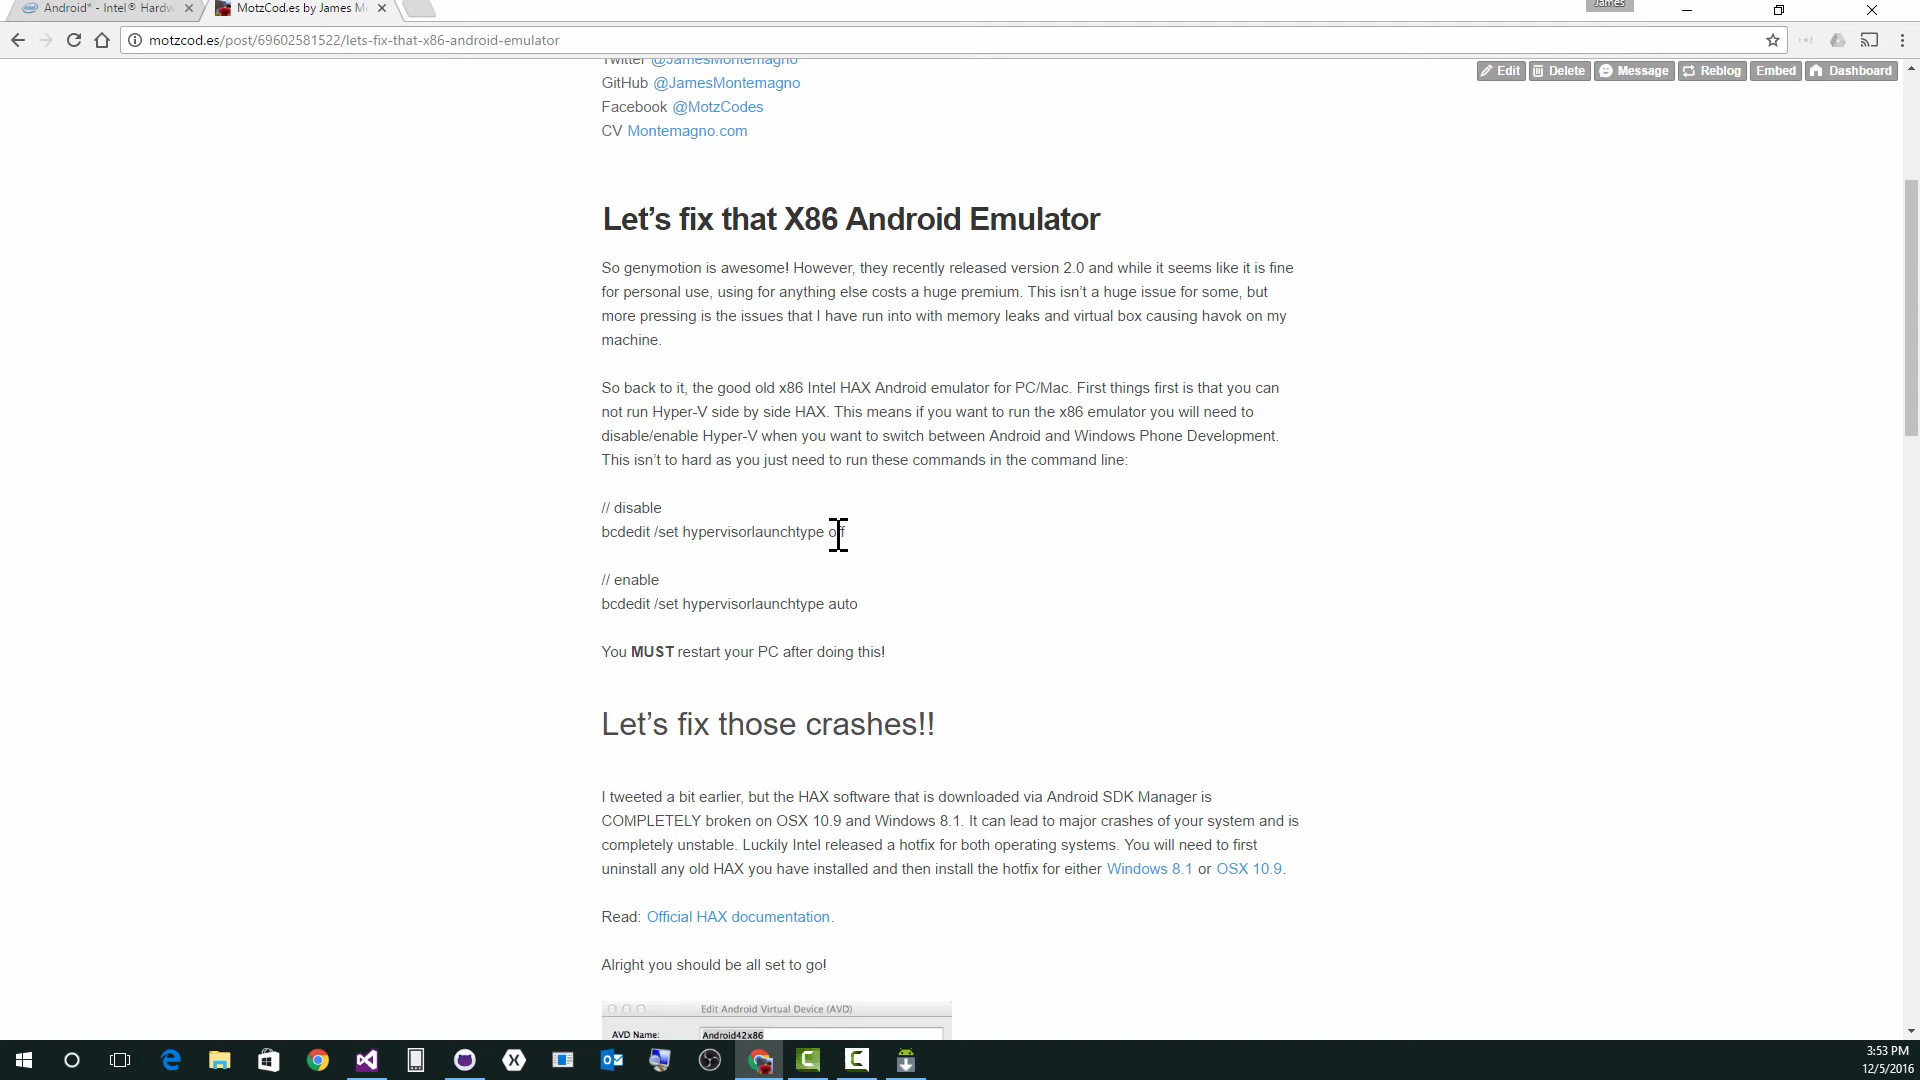 Android* - Intel® Hardw
MotzCod.es by James M
James
motzcod.es/post/69602581522/lets-fix-that-x86-android-emulator
Edit Delete Message Reblog Embed Dashboard
Twitter @JamesMontemagno
GitHub @JamesMontemagno
Facebook @MotzCodes
CV Montemagno.com
Let's fix that X86 Android Emulator
So genymotion is awesome! However, they recently released version 2.0 and while it seems like it is fine
for personal use, using for anything else costs a huge premium. This isn't a huge issue for some, but
more pressing is the issues that I have run into with memory leaks and virtual box causing havok on my
machine.
So back to it, the good old x86 Intel HAX Android emulator for PC/Mac. First things first is that you can
not run Hyper-V side by side HAX. This means if you want to run the x86 emulator you will need to
disable/enable Hyper-V when you want to switch between Android and Windows Phone Development.
This isn't to hard as you just need to run these commands in the command line:
// disable
bcdedit /set hypervisorlaunchtype off
// enable
bcdedit /set hypervisorlaunchtype auto
You MUST restart your PC after doing this!
Let's fix those crashes!!
I tweeted a bit earlier, but the HAX software that is downloaded via Android SDK Manager is
COMPLETELY broken on OSX 10.9 and Windows 8.1. It can lead to major crashes of your system and is
completely unstable. Luckily Intel released a hotfix for both operating systems. You will need to first
uninstall any old HAX you have installed and then install the hotfix for either Windows 8.1 or OSX 10.9.
Read: Official HAX documentation.
Alright you should be all set to go!
Edit Android Virtual Device (AVD)
AVD Name: Android42x86
3:53 PM
12/5/2016